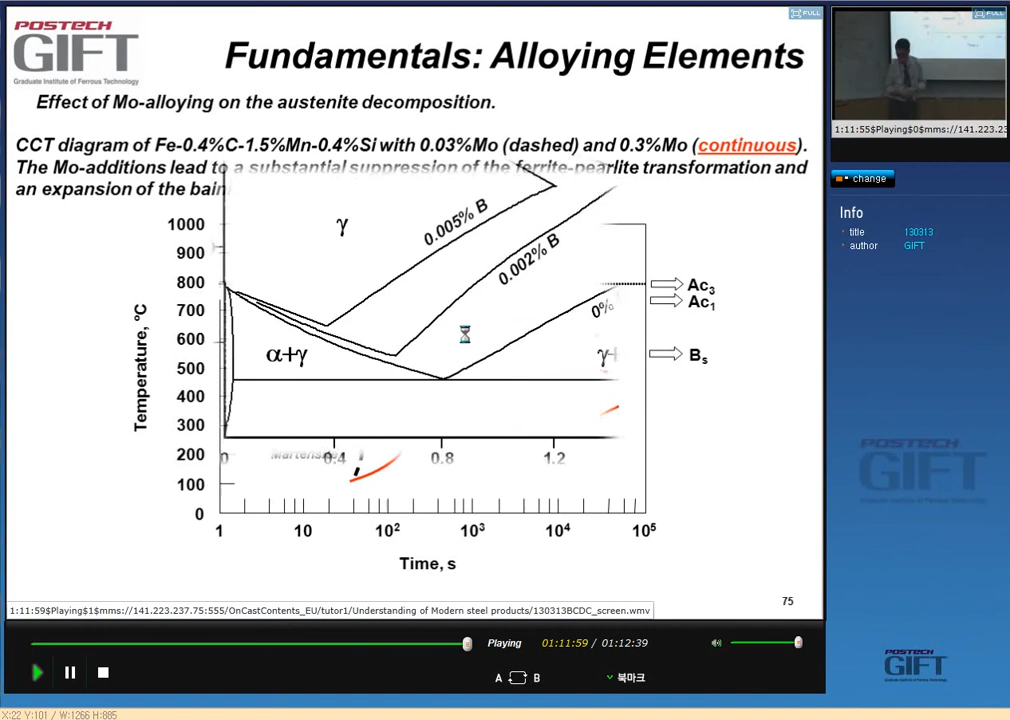 POSTECH
GIFT
Graduate Institute of Ferrous Technology
Fundamentals: Alloying Elements
FULL
FULL
Effect of Mo-alloying on the austenite decomposition.
CCT diagram of Fe-0.4%C-1.5%Mn-0.4%Si with 0.03%Mo (dashed) and 0.3%Mo (continuous).
The Mo-additions lead to a substantial suppression of the ferrite-pearlite transformation and
an expansion of the bain
1:11:55$Playing$0$mms://141.223.23
change
Info
title 130313
author GIFT
γ
0.005% B
0.002% B
0%
α+γ
γ+
1000
900
800
700
600
500
400
300
200
100
0
Temperature, ºC
Ac3
Ac1
Bs
0 0.4 0.8 1.2
1 10 10² 10³ 10⁴ 10⁵
Time, s
POSTECH
GIFT
75
1:11:59$Playing$1$mms://141.223.237.75:555/OnCastContents_EU/tutor1/Understanding of Modern steel products/130313BCDC_screen.wmv
Playing 01:11:59 / 01:12:39
A B 북마크
POSTECH
GIFT
X:22 Y:101 / W:1266 H:885